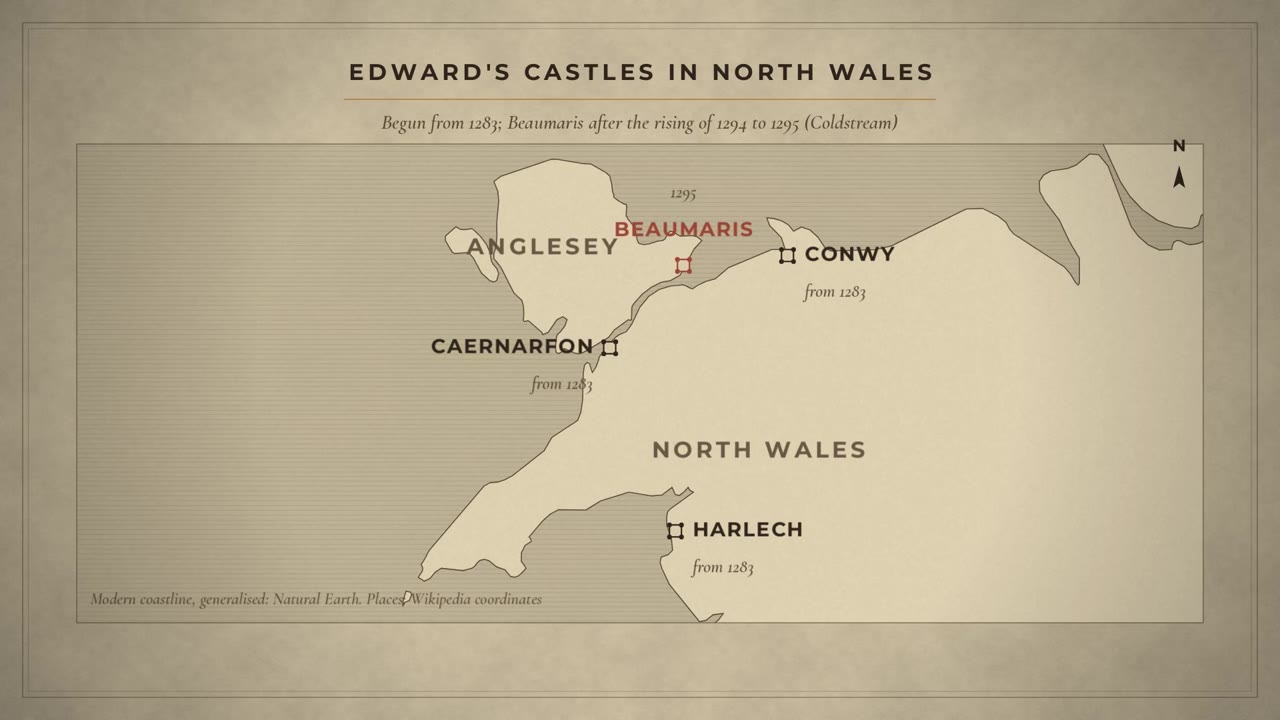 EDWARD'S CASTLES IN NORTH WALES
Begun from 1283; Beaumaris after the rising of 1294 to 1295 (Coldstream)
N
1295
BEAUMARIS
ANGLESEY
CONWY
from 1283
CAERNARFON
from 1283
NORTH WALES
HARLECH
from 1283
Modern coastline, generalised: Natural Earth. Places: Wikipedia coordinates